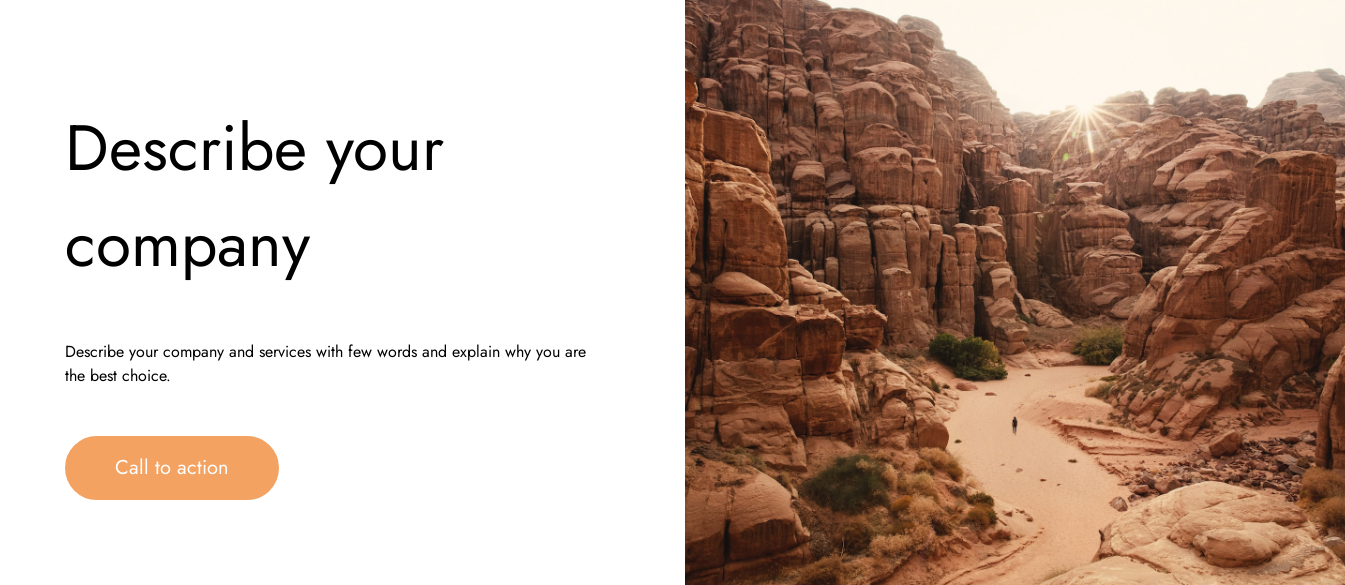 Describe your
company
Describe your company and services with few words and explain why you are
the best choice.
Call to action